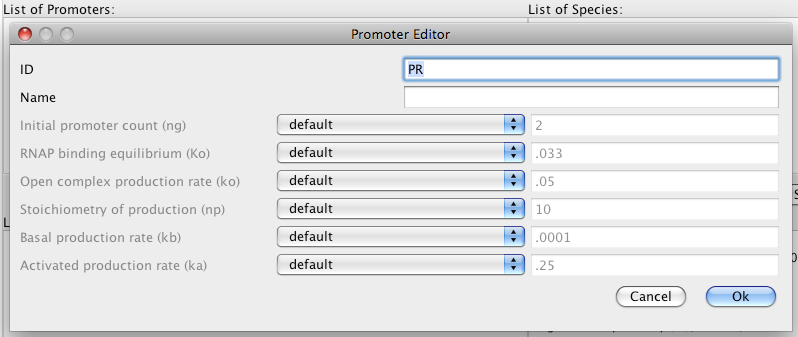 List of Promoters: List of Species:
Promoter Editor
ID PR
Name
Initial promoter count (ng) default 2
RNAP binding equilibrium (Ko) default .033
Open complex production rate (ko) default .05
Stoichiometry of production (np) default 10
Basal production rate (kb) default .0001
Activated production rate (ka) default .25
Cancel Ok